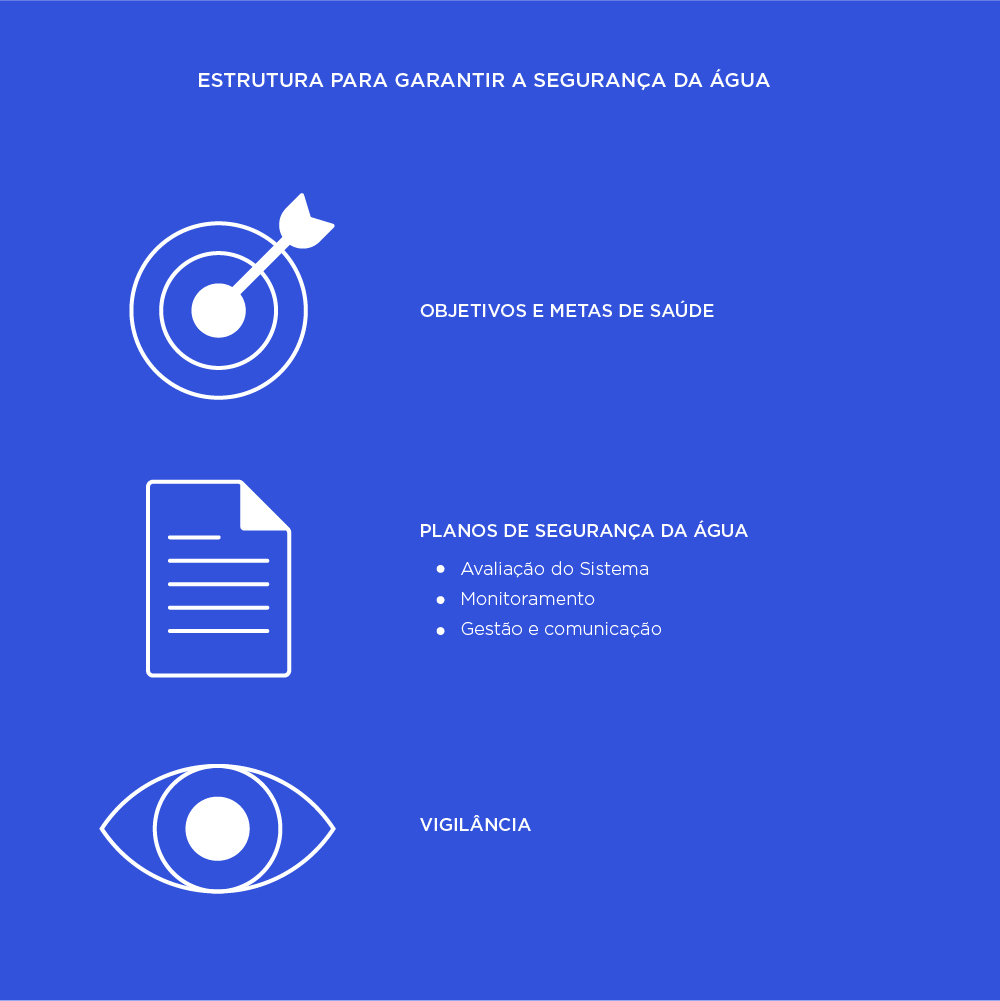 ESTRUTURA PARA GARANTIR A SEGURANÇA DA ÁGUA
OBJETIVOS E METAS DE SAÚDE
PLANOS DE SEGURANÇA DA ÁGUA
● Avaliação do Sistema
● Monitoramento
● Gestão e comunicação
VIGILÂNCIA